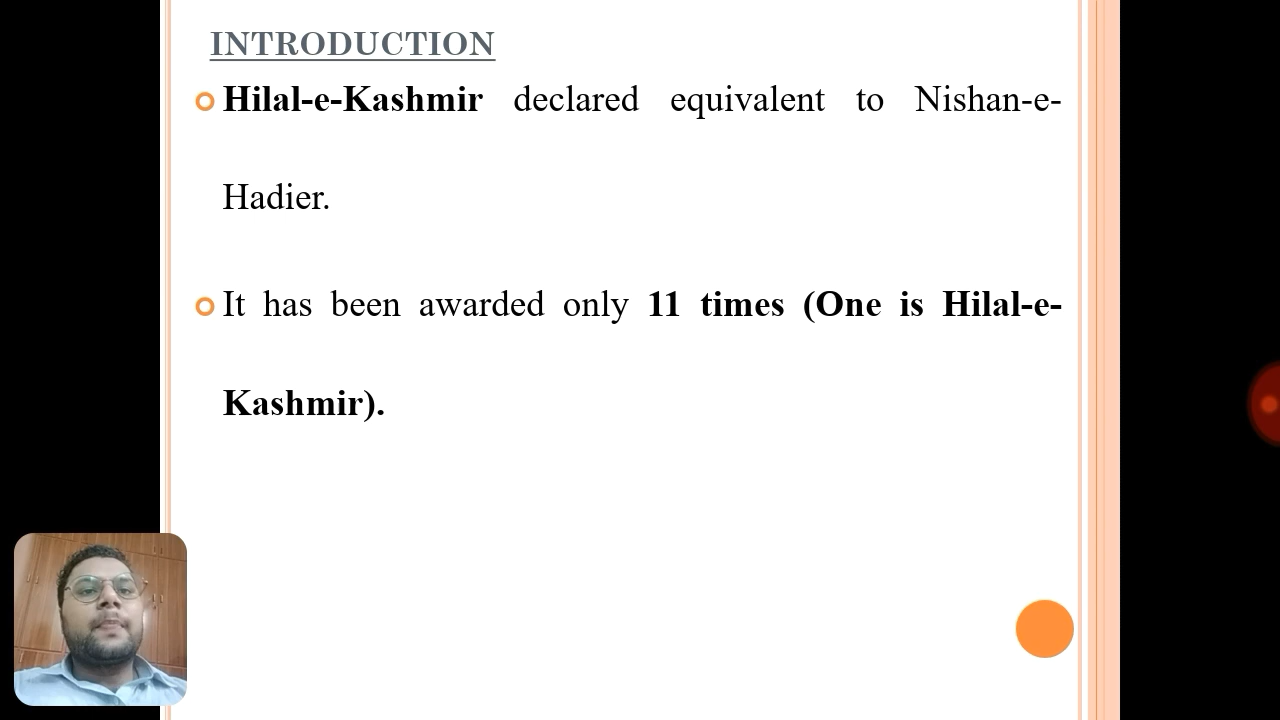 INTRODUCTION
Hilal-e-Kashmir declared equivalent to Nishan-e-
Hadier.
It has been awarded only 11 times (One is Hilal-e-
Kashmir).